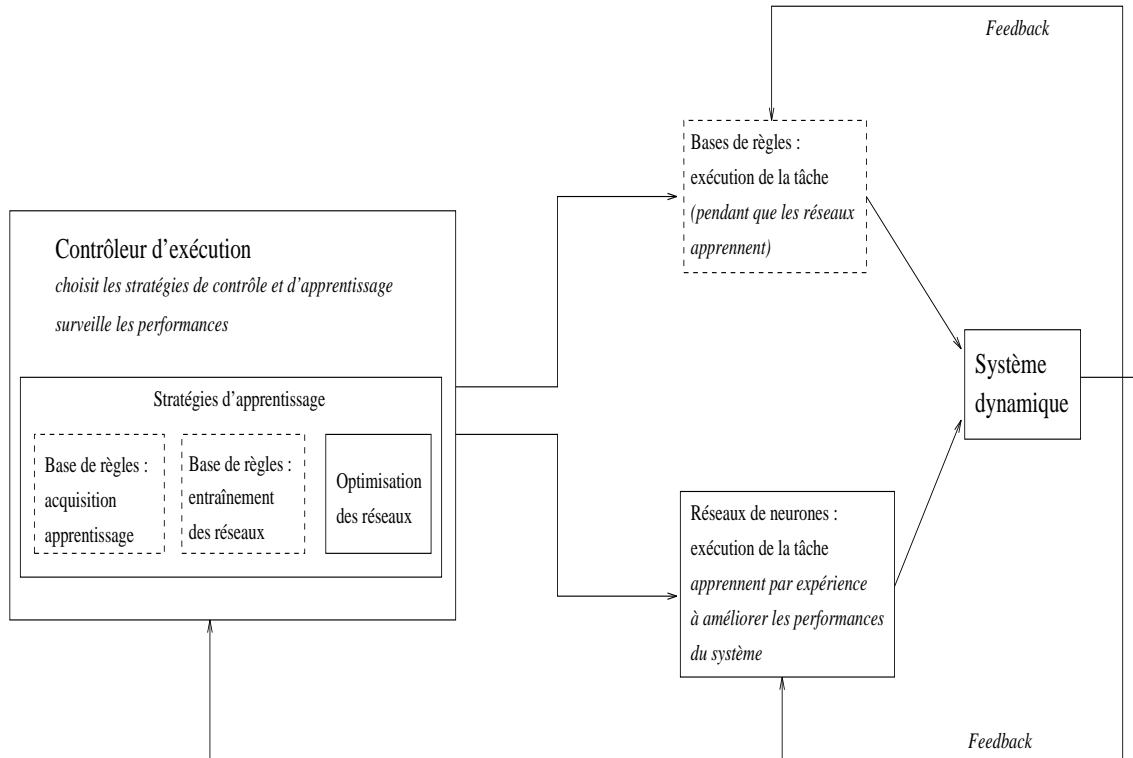 Feedback
Bases de règles :
exécution de la tâche
(pendant que les réseaux
apprennent)
Contrôleur d'exécution
choisit les stratégies de contrôle et d'apprentissage
surveille les performances
Stratégies d'apprentissage
Base de règles :
acquisition
apprentissage
Base de règles :
entraînement
des réseaux
Optimisation
des réseaux
Système
dynamique
Réseaux de neurones :
exécution de la tâche
apprennent par expérience
à améliorer les performances
du système
Feedback